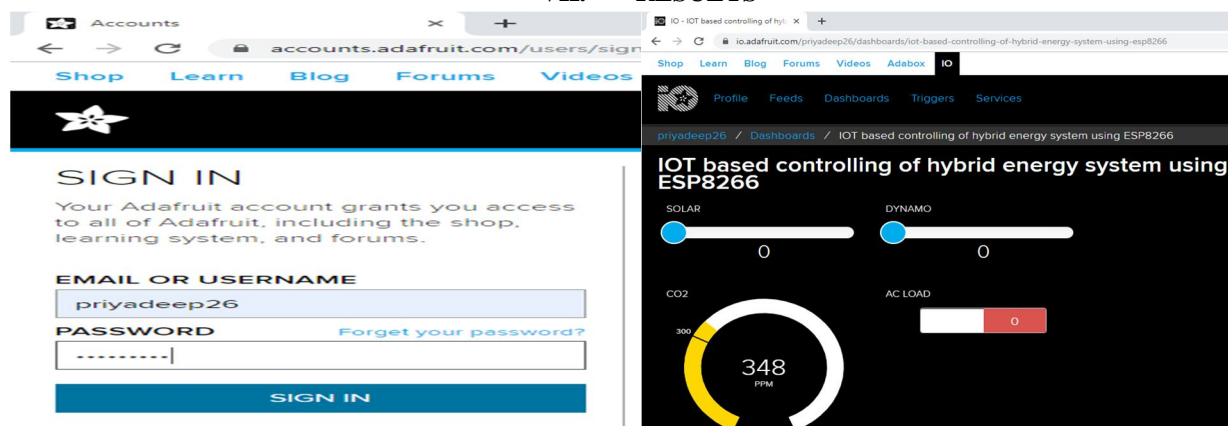 VII. RESULTS
Accounts
accounts.adafruit.com/users/sign
Shop Learn Blog Forums Videos
SIGN IN
Your Adafruit account grants you access
to all of Adafruit, including the shop,
learning system, and forums.
EMAIL OR USERNAME
priyadeep26
PASSWORD Forget your password?
•••••••••
SIGN IN
IO - IOT based controlling of hyb
io.adafruit.com/priyadeep26/dashboards/iot-based-controlling-of-hybrid-energy-system-using-esp8266
Shop Learn Blog Forums Videos Adabox IO
IO Profile Feeds Dashboards Triggers Services
priyadeep26 / Dashboards / IOT based controlling of hybrid energy system using ESP8266
IOT based controlling of hybrid energy system using
ESP8266
SOLAR DYNAMO
0 0
CO2 AC LOAD
300 0
348
PPM